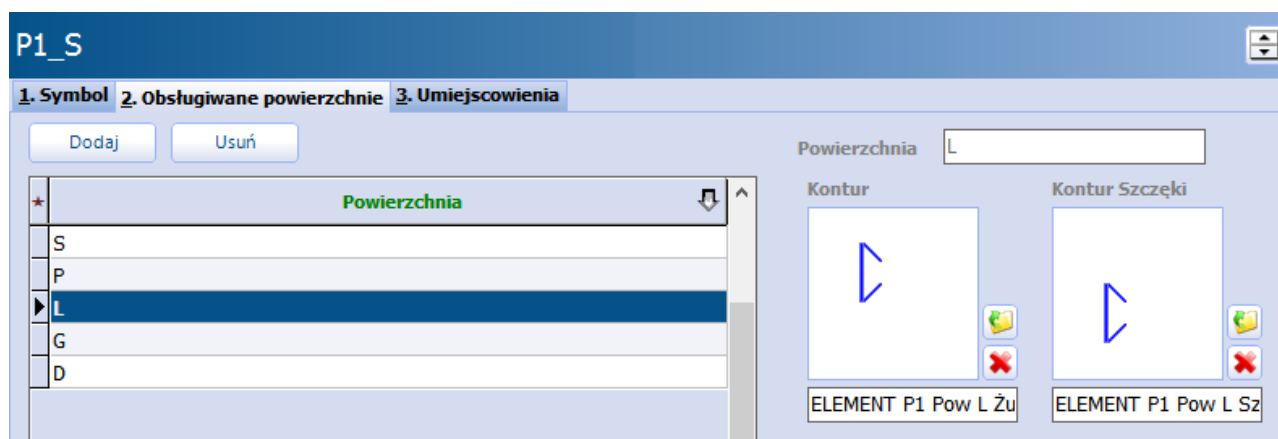 P1_S
1. Symbol 2. Obsługiwane powierzchnie 3. Umiejscowienia
Dodaj Usuń
Powierzchnia L
Powierzchnia
Kontur Kontur Szczęki
S
P
L
G
D
ELEMENT P1 Pow L Żu ELEMENT P1 Pow L Sz